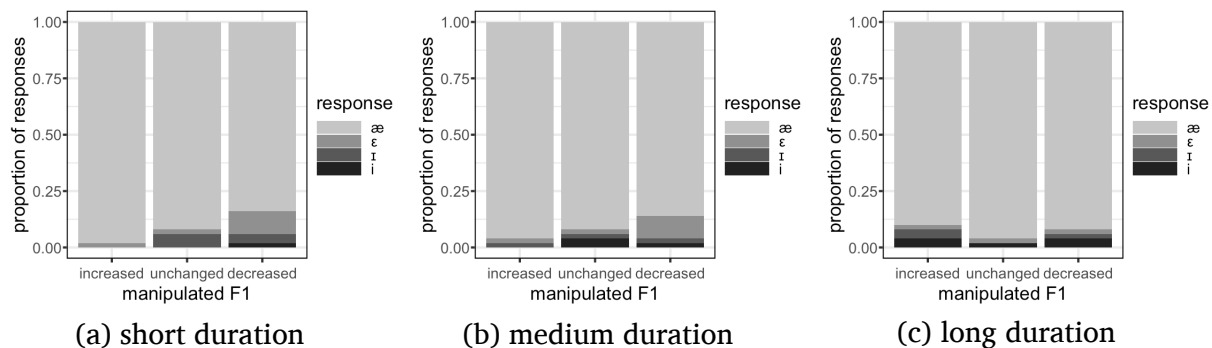 1.00
0.75
0.50
0.25
0.00
proportion of responses
increased unchanged decreased
manipulated F1
response
æ
ɛ
ɪ
i
(a) short duration
1.00
0.75
0.50
0.25
0.00
proportion of responses
increased unchanged decreased
manipulated F1
response
æ
ɛ
ɪ
i
(b) medium duration
1.00
0.75
0.50
0.25
0.00
proportion of responses
increased unchanged decreased
manipulated F1
response
æ
ɛ
ɪ
i
(c) long duration